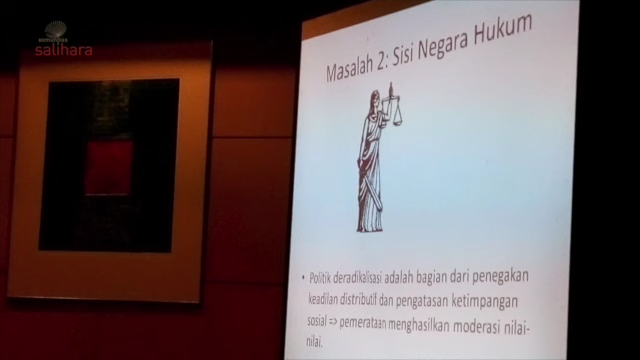 komunitas
salihara
Masalah 2: Sisi Negara Hukum
• Politik deradikalisasi adalah bagian dari penegakan
keadilan distributif dan pengatasan ketimpangan
sosial => pemerataan menghasilkan moderasi nilai-
nilai.